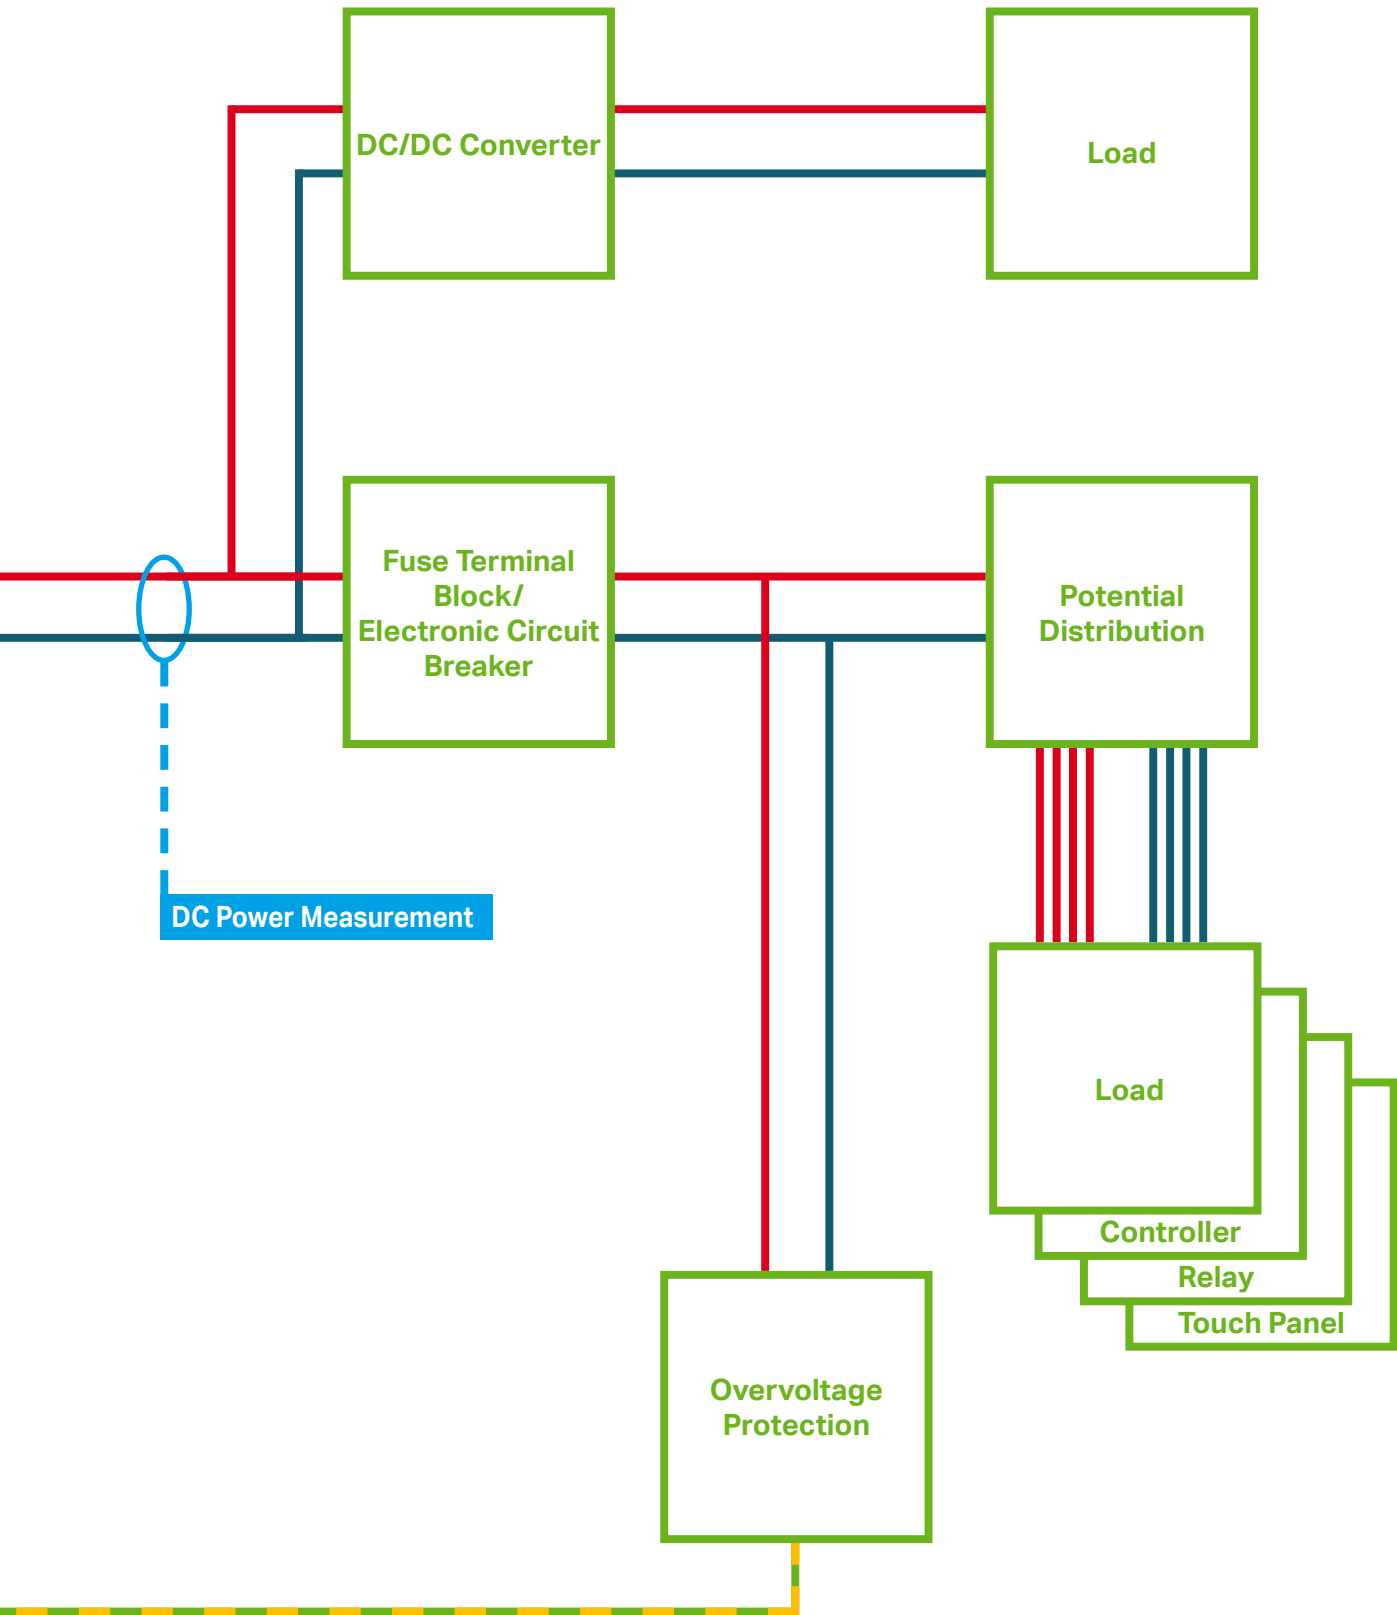 DC/DC Converter
Load
Fuse Terminal
Block/
Electronic Circuit
Breaker
Potential
Distribution
DC Power Measurement
Load
Controller
Relay
Touch Panel
Overvoltage
Protection